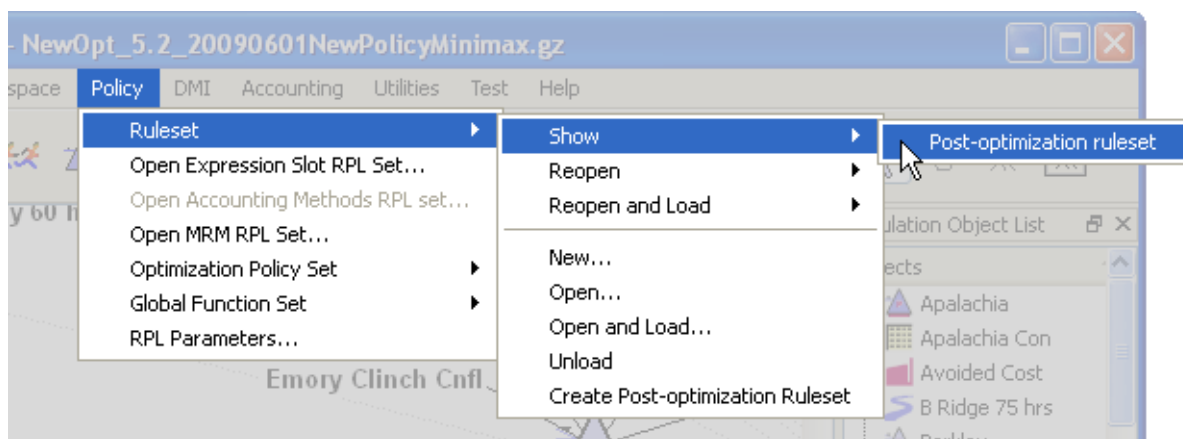 - NewOpt_5.2_20090601NewPolicyMinimax.gz
space Policy DMI Accounting Utilities Test Help
Ruleset
Open Expression Slot RPL Set...
Open Accounting Methods RPL set...
Open MRM RPL Set...
Optimization Policy Set
Global Function Set
RPL Parameters...
Show
Reopen
Reopen and Load
New...
Open...
Open and Load...
Unload
Create Post-optimization Ruleset
Post-optimization ruleset
y 60 h
Emory Clinch Cnfl
ulation Object List
ects
Apalachia
Apalachia Con
Avoided Cost
B Ridge 75 hrs